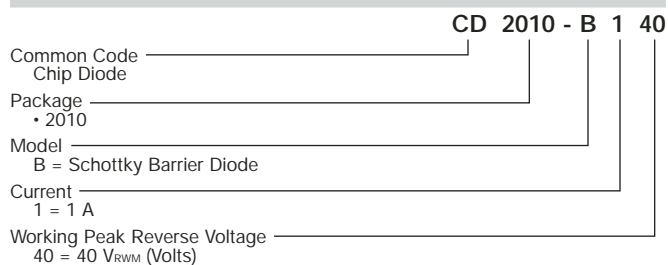 CD 2010 - B 1 40
Common Code
Chip Diode
Package
• 2010
Model
B = Schottky Barrier Diode
Current
1 = 1 A
Working Peak Reverse Voltage
40 = 40 VRWM (Volts)